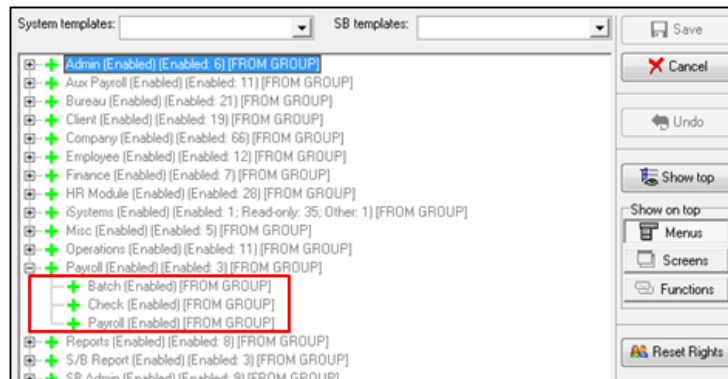 System templates: SB templates: Save
Admin (Enabled) (Enabled: 6) [FROM GROUP]
Cancel
Aux Payroll (Enabled) (Enabled: 11) [FROM GROUP]
Bureau (Enabled) (Enabled: 21) [FROM GROUP]
Client (Enabled) (Enabled: 19) [FROM GROUP]
Undo
Company (Enabled) (Enabled: 66) [FROM GROUP]
Employee (Enabled) (Enabled: 12) [FROM GROUP]
Finance (Enabled) (Enabled: 7) [FROM GROUP]
Show top
HR Module (Enabled) (Enabled: 28) [FROM GROUP]
iSystems (Enabled) (Enabled: 1; Read-only: 35; Other: 1) [FROM GROUP]
Show on top
Misc (Enabled) (Enabled: 5) [FROM GROUP]
Menus
Operations (Enabled) (Enabled: 11) [FROM GROUP]
Payroll (Enabled) (Enabled: 3) [FROM GROUP]
Screens
Batch (Enabled) [FROM GROUP]
Functions
Check (Enabled) [FROM GROUP]
Payroll (Enabled) [FROM GROUP]
Reports (Enabled) (Enabled: 8) [FROM GROUP]
Reset Rights
S/B Report (Enabled) (Enabled: 3) [FROM GROUP]
SB Admin (Enabled) (Enabled: 9) [FROM GROUP]